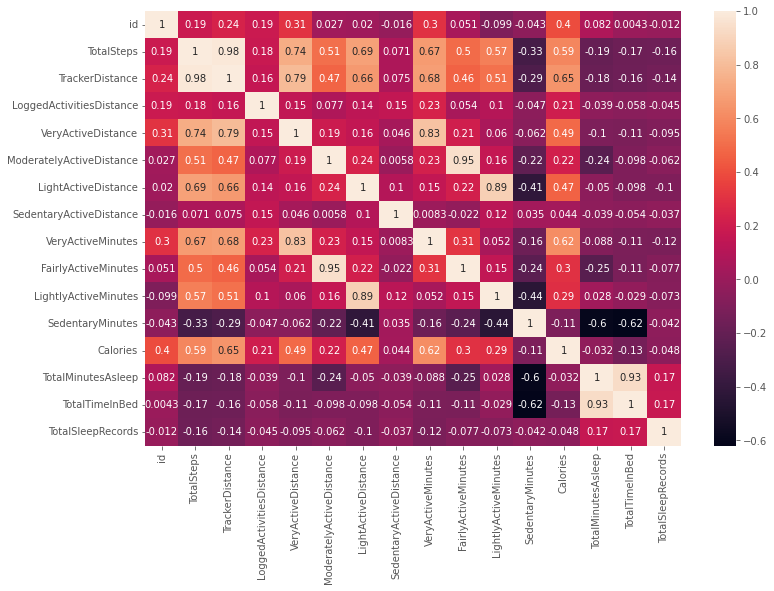 id 1 0.19 0.24 0.19 0.31 0.027 0.02 -0.016 0.3 0.051 -0.099 -0.043 0.4 0.082 0.0043 -0.012
TotalSteps 0.19 1 0.98 0.18 0.74 0.51 0.69 0.071 0.67 0.5 0.57 -0.33 0.59 -0.19 -0.17 -0.16
TrackerDistance 0.24 0.98 1 0.16 0.79 0.47 0.66 0.075 0.68 0.46 0.51 -0.29 0.65 -0.18 -0.16 -0.14
LoggedActivitiesDistance 0.19 0.18 0.16 1 0.15 0.077 0.14 0.15 0.23 0.054 0.1 -0.047 0.21 -0.039 -0.058 -0.045
VeryActiveDistance 0.31 0.74 0.79 0.15 1 0.19 0.16 0.046 0.83 0.21 0.06 -0.062 0.49 -0.1 -0.11 -0.095
ModeratelyActiveDistance 0.027 0.51 0.47 0.077 0.19 1 0.24 0.0058 0.23 0.95 0.16 -0.22 0.22 -0.24 -0.098 -0.062
LightActiveDistance 0.02 0.69 0.66 0.14 0.16 0.24 1 0.1 0.15 0.22 0.89 -0.41 0.47 -0.05 -0.098 -0.1
SedentaryActiveDistance -0.016 0.071 0.075 0.15 0.046 0.0058 0.1 1 0.0083 -0.022 0.12 0.035 0.044 -0.039 -0.054 -0.037
VeryActiveMinutes 0.3 0.67 0.68 0.23 0.83 0.23 0.15 0.0083 1 0.31 0.052 -0.16 0.62 -0.088 -0.11 -0.12
FairlyActiveMinutes 0.051 0.5 0.46 0.054 0.21 0.95 0.22 -0.022 0.31 1 0.15 -0.24 0.3 -0.25 -0.11 -0.077
LightlyActiveMinutes -0.099 0.57 0.51 0.1 0.06 0.16 0.89 0.12 0.052 0.15 1 -0.44 0.29 0.028 -0.029 -0.073
SedentaryMinutes -0.043 -0.33 -0.29 -0.047 -0.062 -0.22 -0.41 0.035 -0.16 -0.24 -0.44 1 -0.11 -0.6 -0.62 -0.042
Calories 0.4 0.59 0.65 0.21 0.49 0.22 0.47 0.044 0.62 0.3 0.29 -0.11 1 -0.032 -0.13 -0.048
TotalMinutesAsleep 0.082 -0.19 -0.18 -0.039 -0.1 -0.24 -0.05 -0.039 -0.088 -0.25 0.028 -0.6 -0.032 1 0.93 0.17
TotalTimeInBed 0.0043 -0.17 -0.16 -0.058 -0.11 -0.098 -0.098 -0.054 -0.11 -0.11 -0.029 -0.62 -0.13 0.93 1 0.17
TotalSleepRecords -0.012 -0.16 -0.14 -0.045 -0.095 -0.062 -0.1 -0.037 -0.12 -0.077 -0.073 -0.042 -0.048 0.17 0.17 1
id
TotalSteps
TrackerDistance
LoggedActivitiesDistance
VeryActiveDistance
ModeratelyActiveDistance
LightActiveDistance
SedentaryActiveDistance
VeryActiveMinutes
FairlyActiveMinutes
LightlyActiveMinutes
SedentaryMinutes
Calories
TotalMinutesAsleep
TotalTimeInBed
TotalSleepRecords
1.0
0.8
0.6
0.4
0.2
0.0
-0.2
-0.4
-0.6